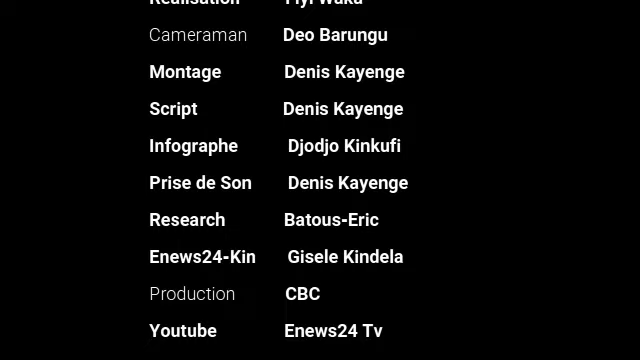 Cameraman Deo Barungu
Montage Denis Kayenge
Script Denis Kayenge
Infographe Djodjo Kinkufi
Prise de Son Denis Kayenge
Research Batous-Eric
Enews24-Kin Gisele Kindela
Production CBC
Youtube Enews24 Tv